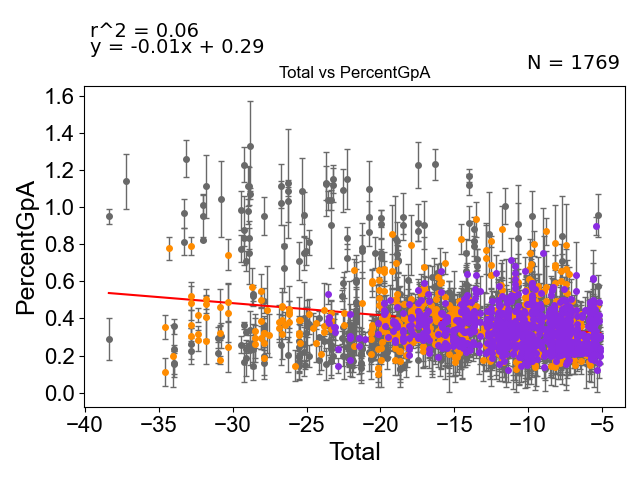 r^2 = 0.06
y = -0.01x + 0.29
N = 1769
Total vs PercentGpA
PercentGpA
1.6
1.4
1.2
1.0
0.8
0.6
0.4
0.2
0.0
−40 −35 −30 −25 −20 −15 −10 −5
Total